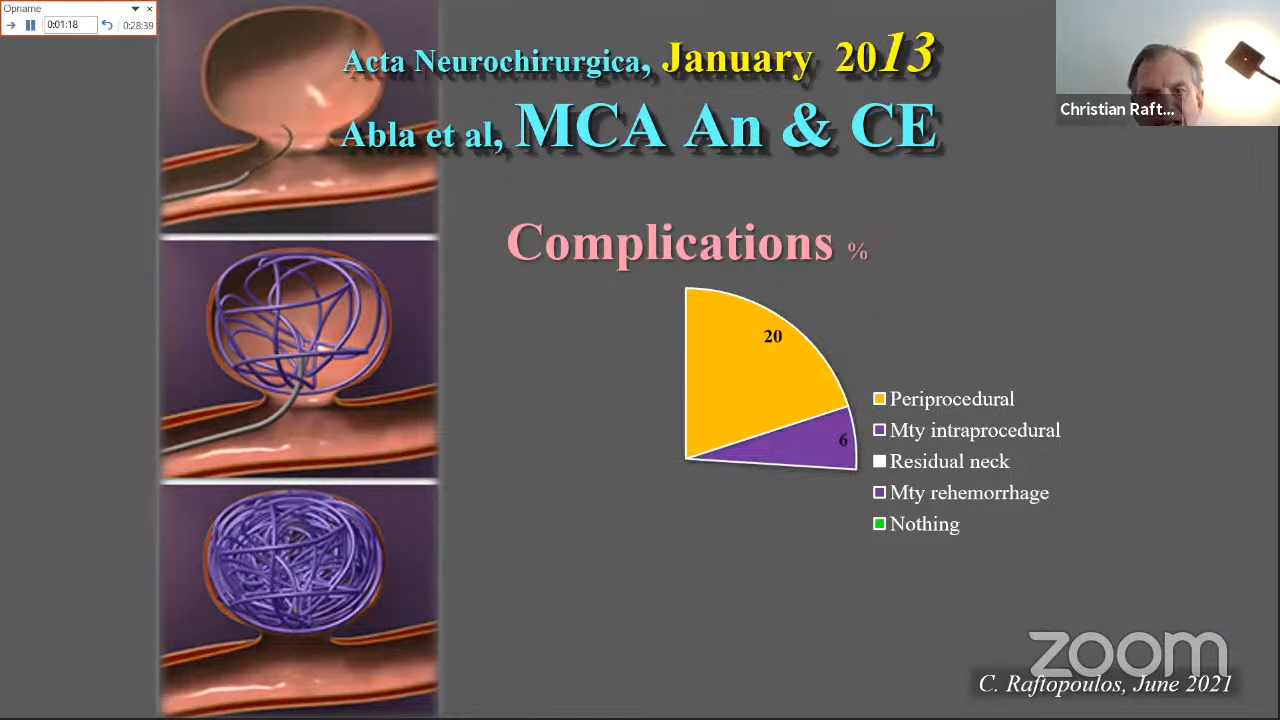 Opname
0:01:18
0:28:39
Acta Neurochirurgica, January 2013
Abla et al, MCA An & CE
Christian Raft...
Complications %
20
6
Periprocedural
Mty intraprocedural
Residual neck
Mty rehemorrhage
Nothing
zoom
C. Raftopoulos, June 2021